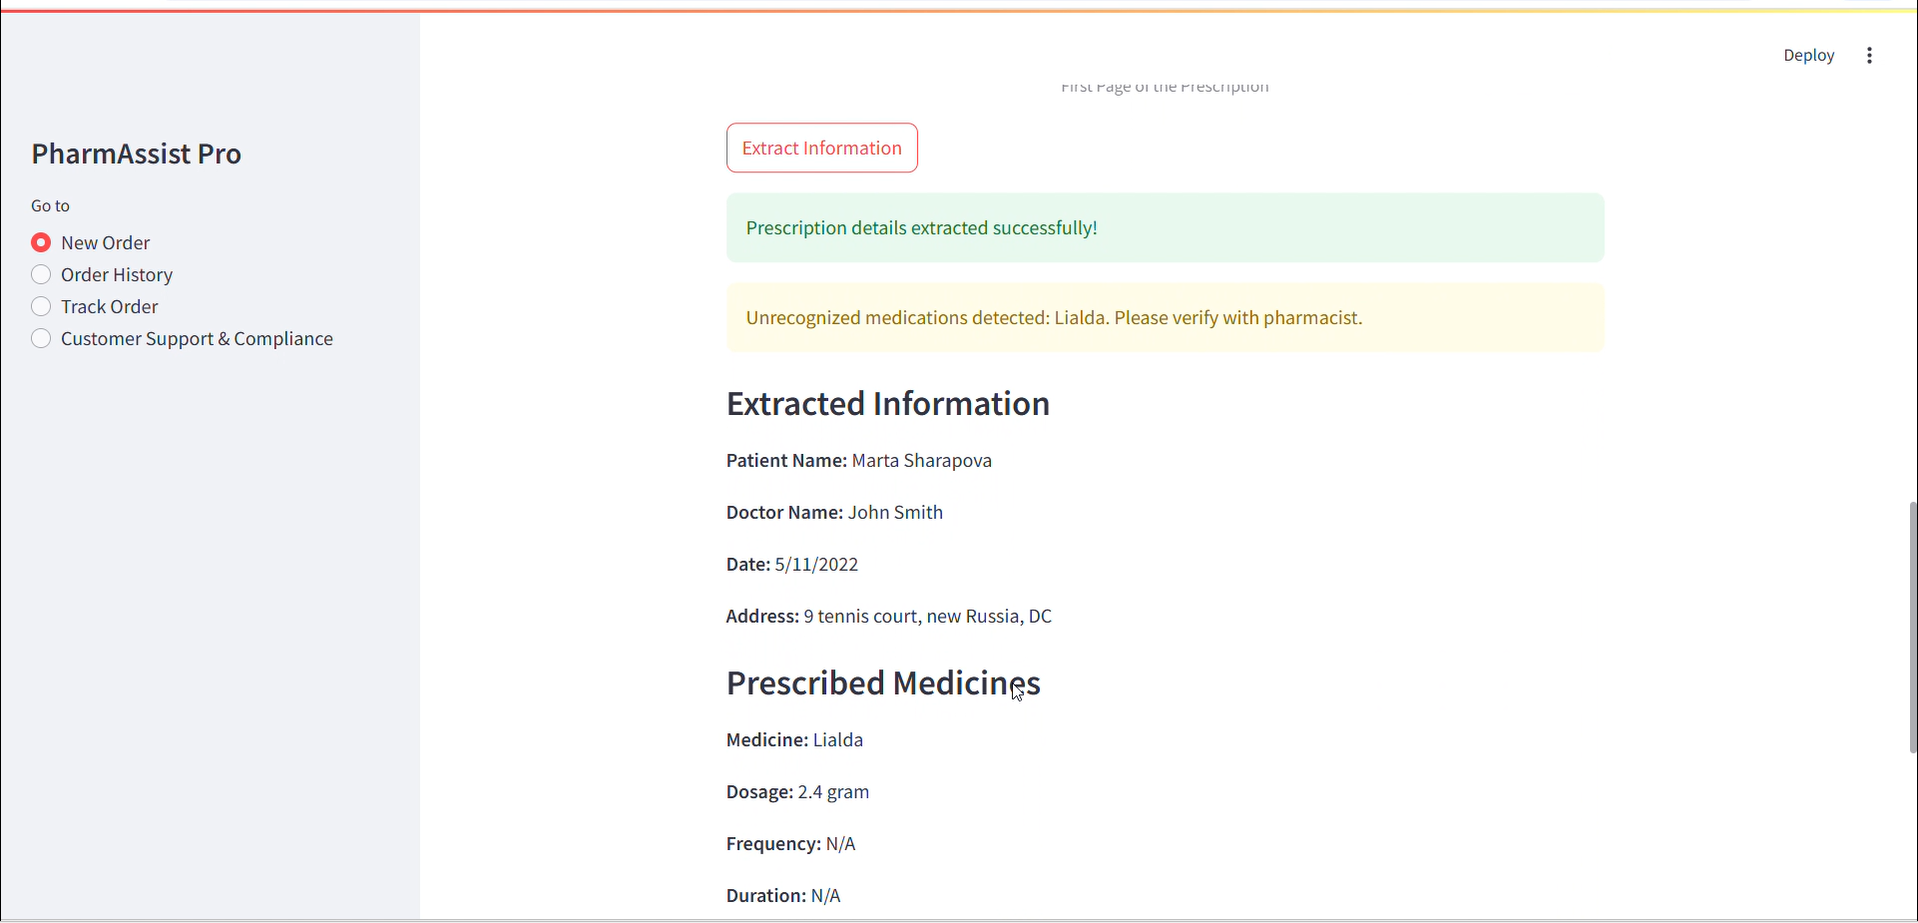 Deploy
First Page of the Prescription
PharmAssist Pro
Go to
New Order
Order History
Track Order
Customer Support & Compliance
Extract Information
Prescription details extracted successfully!
Unrecognized medications detected: Lialda. Please verify with pharmacist.
Extracted Information
Patient Name: Marta Sharapova
Doctor Name: John Smith
Date: 5/11/2022
Address: 9 tennis court, new Russia, DC
Prescribed Medicines
Medicine: Lialda
Dosage: 2.4 gram
Frequency: N/A
Duration: N/A